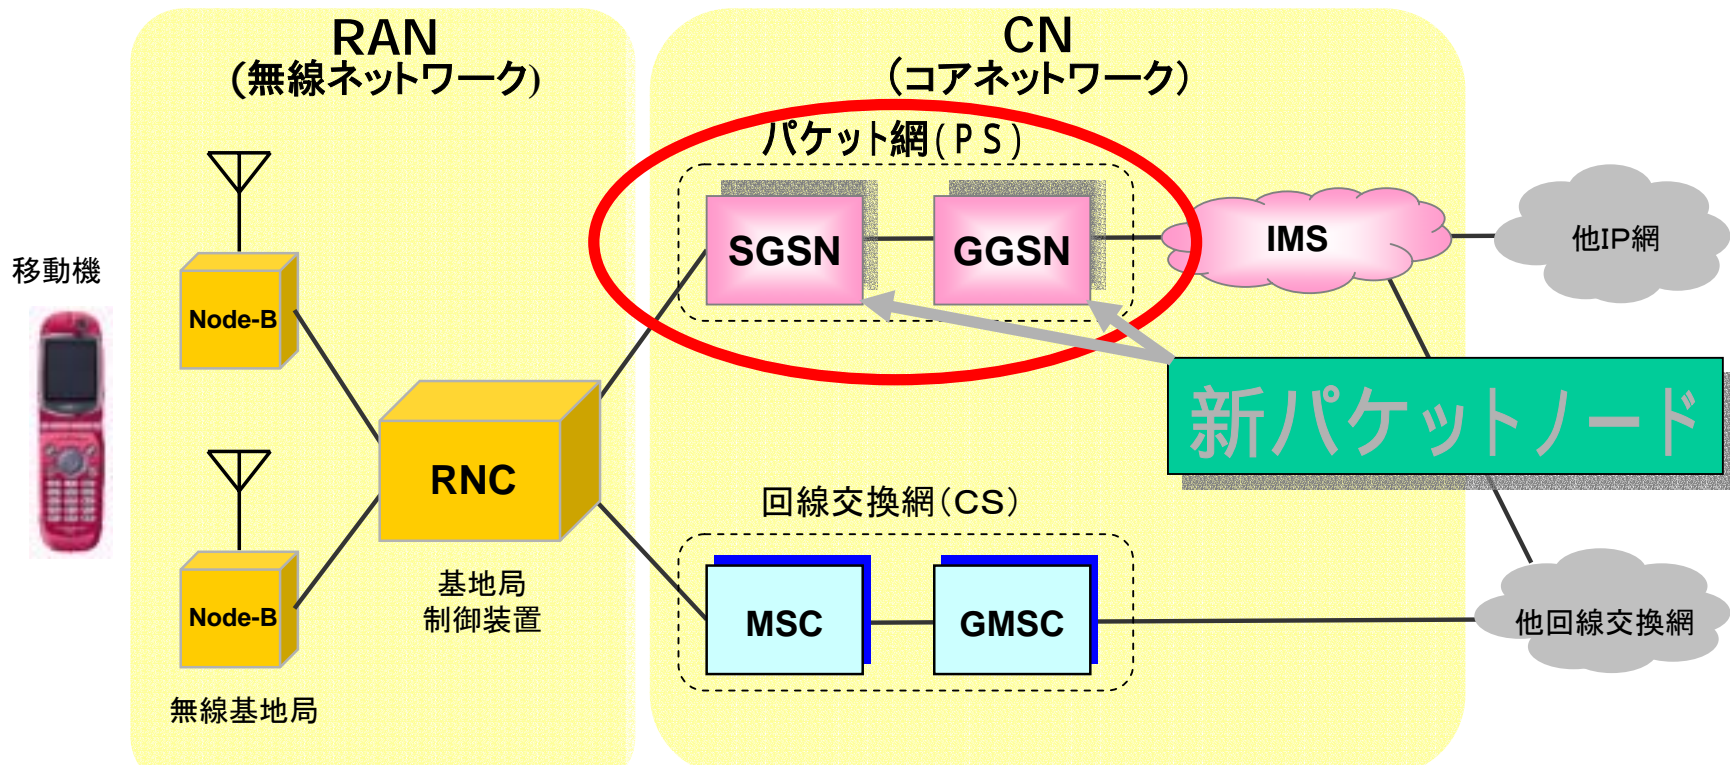 RAN
(無線ネットワーク)
CN
(コアネットワーク)
パケット網(PS)
SGSN
GGSN
IMS
他IP網
移動機
Node-B
新パケットノード
RNC
回線交換網(CS)
基地局
制御装置
Node-B
MSC
GMSC
他回線交換網
無線基地局